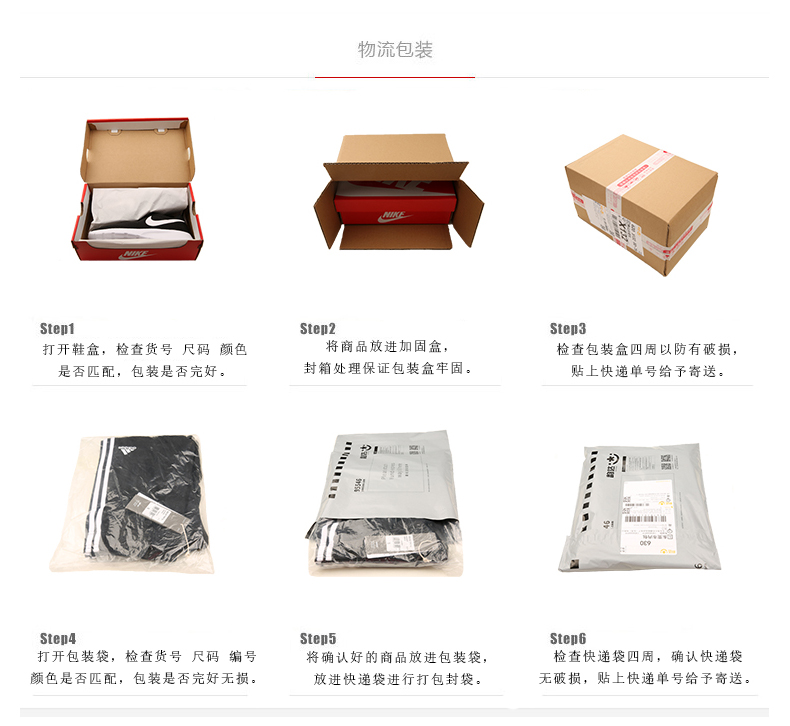 物流包装
NIKE
NIKE
Step1
打开鞋盒，检查货号 尺码 颜色
是否匹配，包装是否完好。
Step2
将商品放进加固盒，
封箱处理保证包装盒牢固。
Step3
检查包装盒四周以防有破损，
贴上快递单号给予寄送。
95546
韵达
46
630
Step4
打开包装袋，检查货号 尺码 编号
颜色是否匹配，包装是否完好无损。
Step5
将确认好的商品放进包装袋，
放进快递袋进行打包封袋。
Step6
检查快递袋四周，确认快递袋
无破损，贴上快递单号给予寄送。